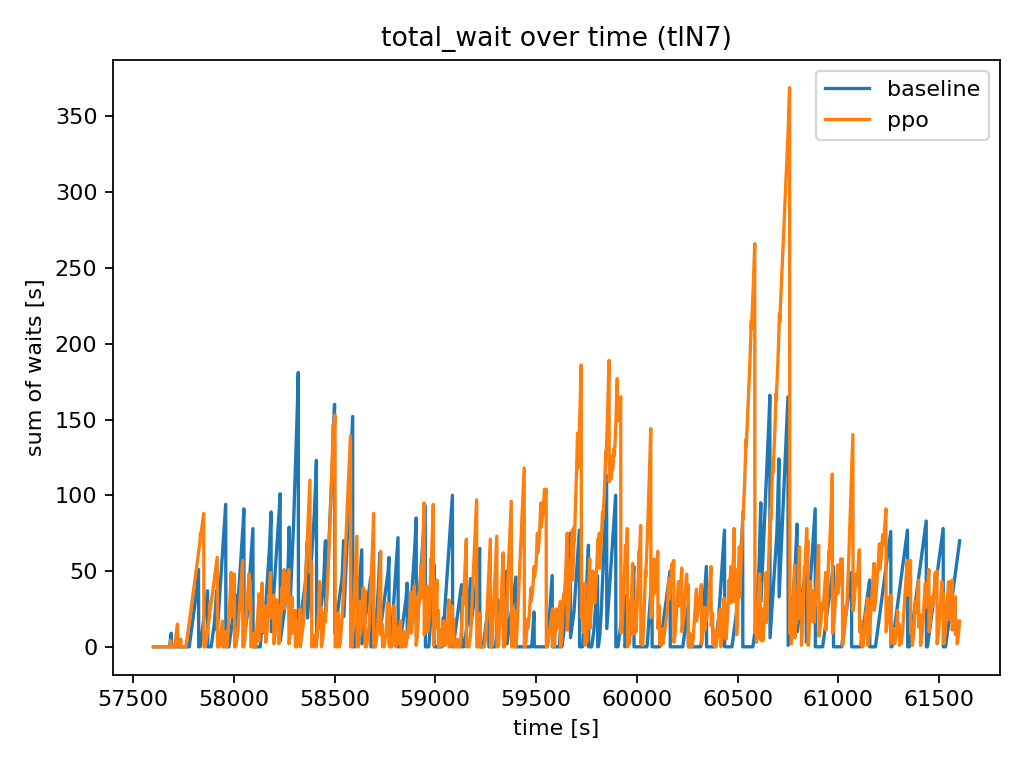 total_wait over time (tlN7)
baseline
ppo
350
300
250
200
150
100
50
0
sum of waits [s]
57500 58000 58500 59000 59500 60000 60500 61000 61500
time [s]